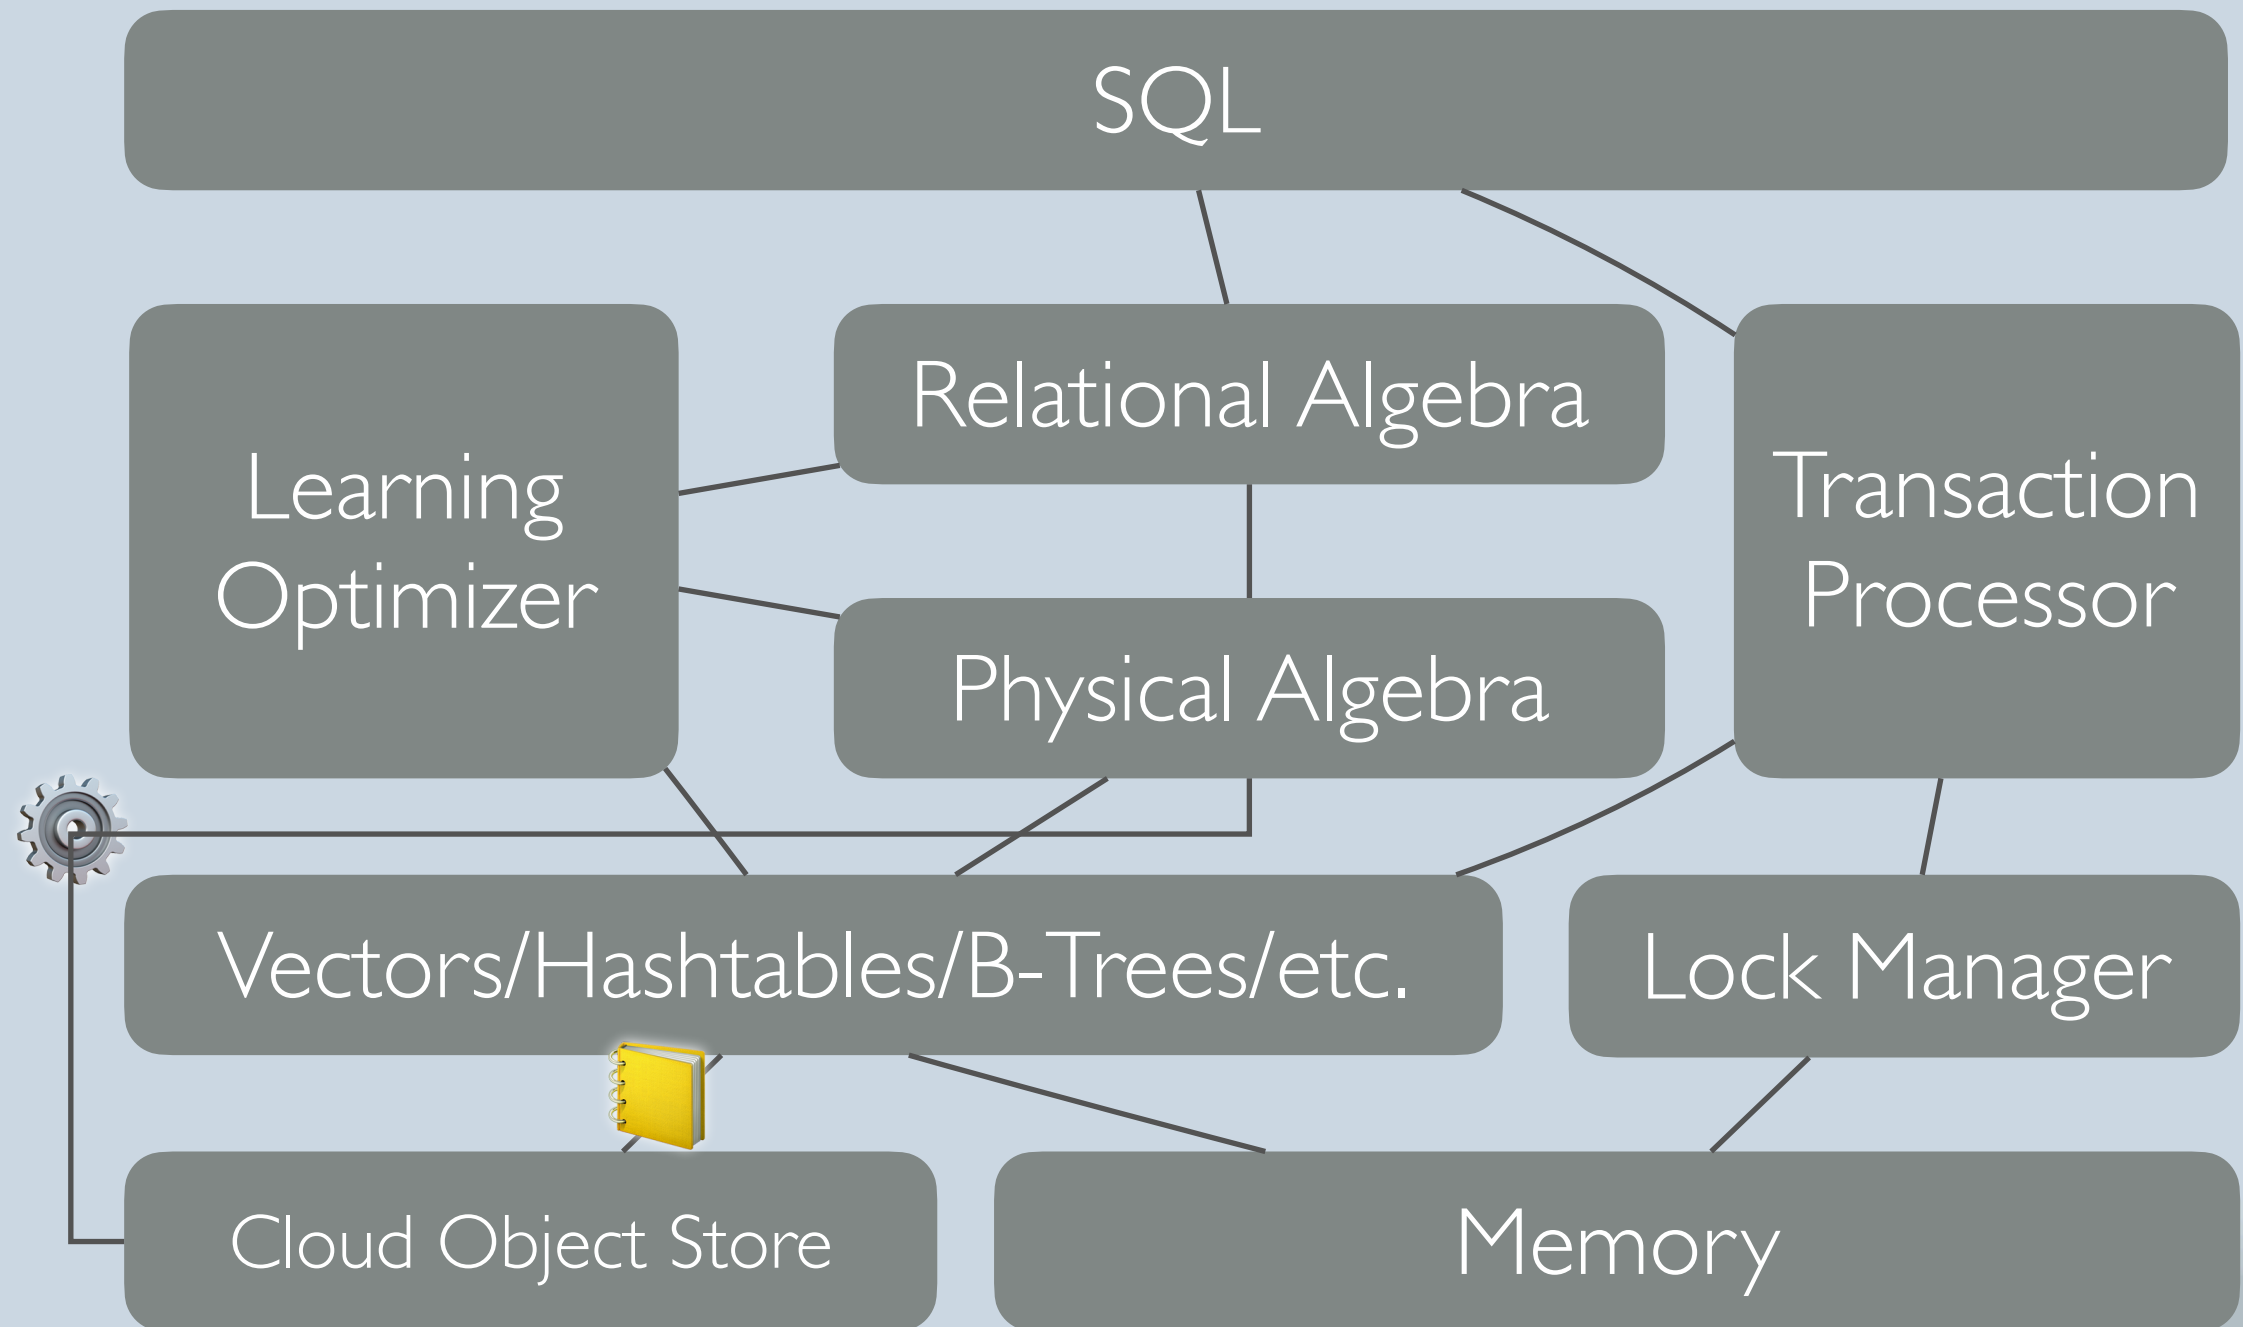 SQL
Relational Algebra
Learning
Optimizer
Transaction
Processor
Physical Algebra
Vectors/Hashtables/B-Trees/etc.
Lock Manager
Cloud Object Store
Memory